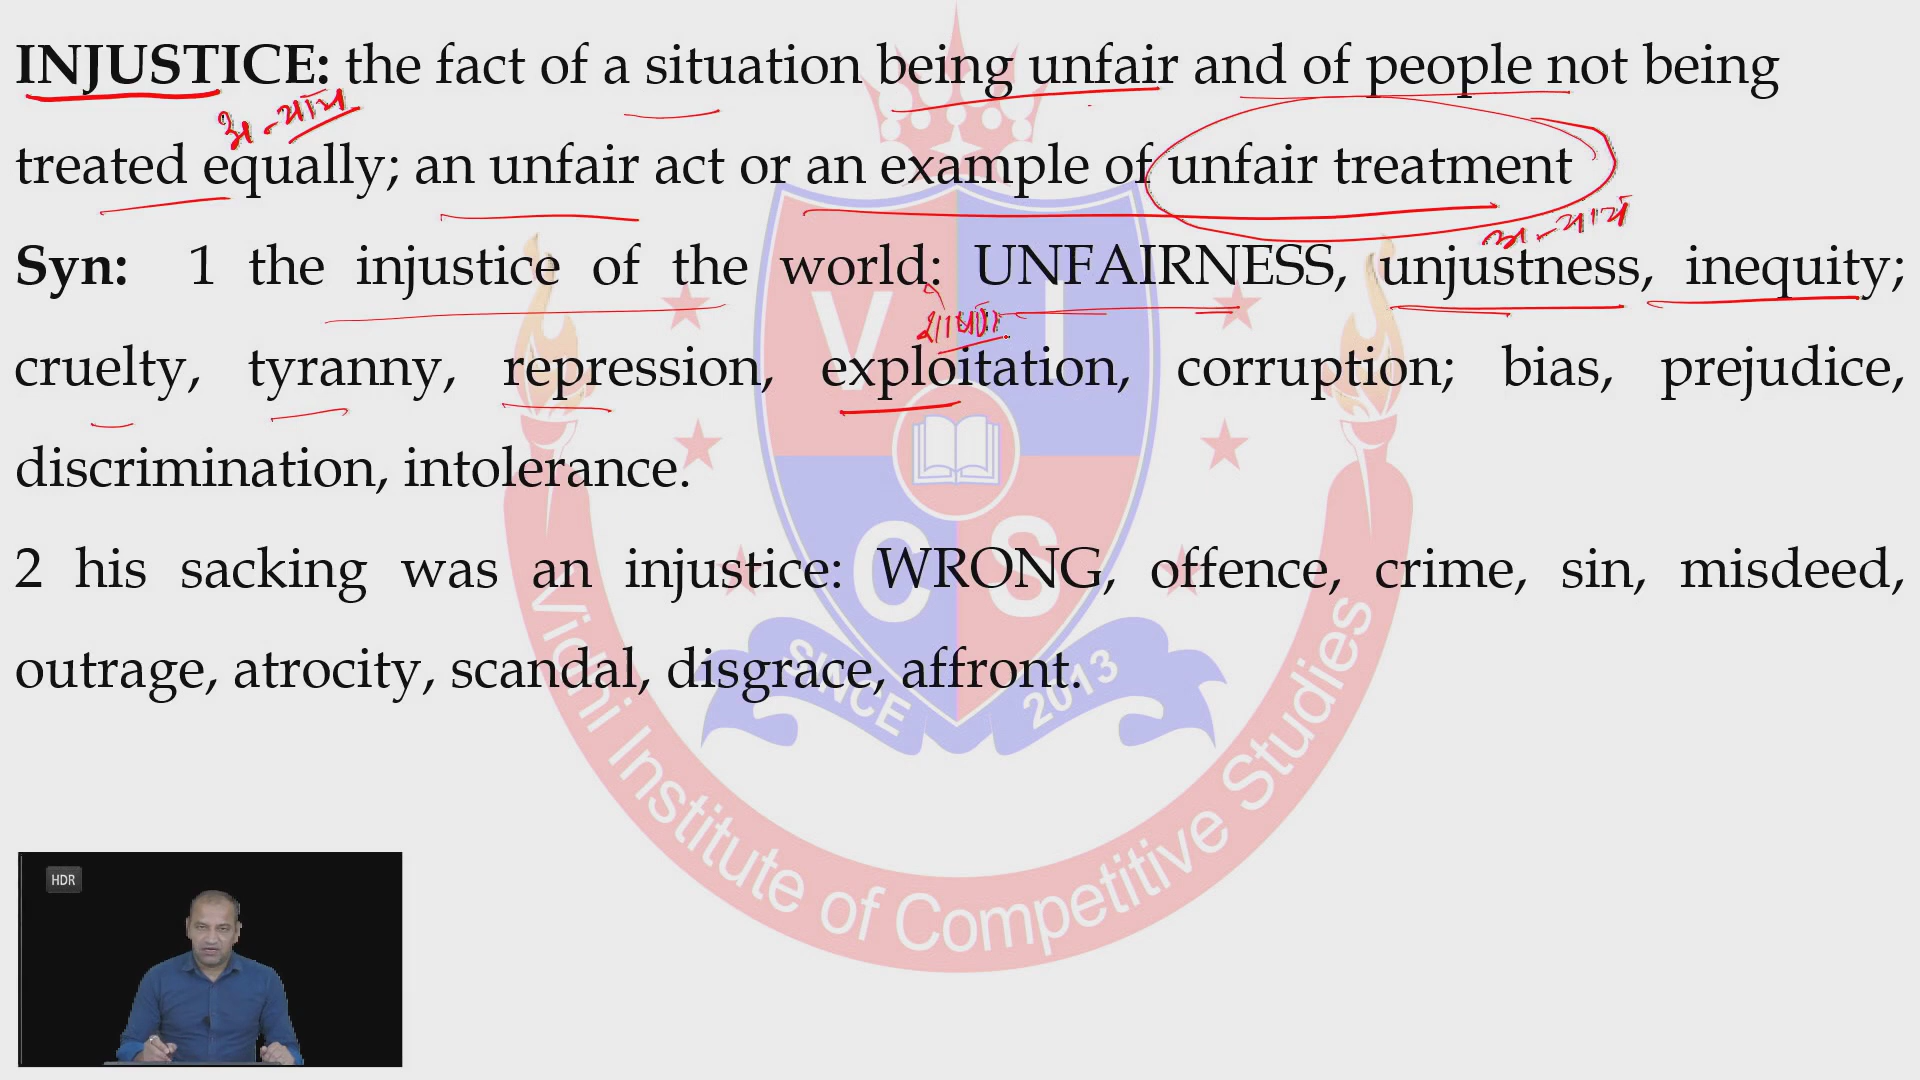 INJUSTICE: the fact of a situation being unfair and of people not being
treated equally; an unfair act or an example of unfair treatment
Syn: 1 the injustice of the world: UNFAIRNESS, unjustness, inequity;
cruelty, tyranny, repression, exploitation, corruption; bias, prejudice,
discrimination, intolerance.
2 his sacking was an injustice: WRONG, offence, crime, sin, misdeed,
outrage, atrocity, scandal, disgrace, affront.
V I
C S
SINCE 2013
Vidhi Institute of Competitive Studies
HDR